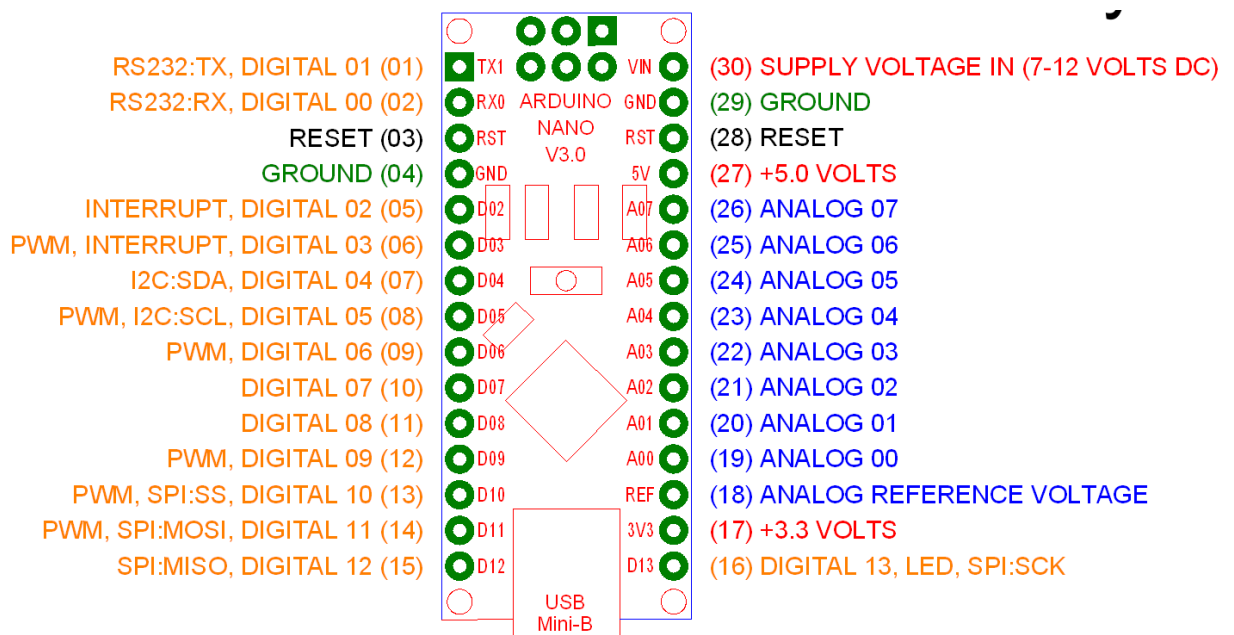 RS232:TX, DIGITAL 01 (01) TX1 VIN (30) SUPPLY VOLTAGE IN (7-12 VOLTS DC)
RS232:RX, DIGITAL 00 (02) RX0 ARDUINO GND (29) GROUND
RESET (03) RST NANO RST (28) RESET
V3.0
GROUND (04) GND 5V (27) +5.0 VOLTS
INTERRUPT, DIGITAL 02 (05) D02 A07 (26) ANALOG 07
PWM, INTERRUPT, DIGITAL 03 (06) D03 A06 (25) ANALOG 06
I2C:SDA, DIGITAL 04 (07) D04 A05 (24) ANALOG 05
PWM, I2C:SCL, DIGITAL 05 (08) D05 A04 (23) ANALOG 04
PWM, DIGITAL 06 (09) D06 A03 (22) ANALOG 03
DIGITAL 07 (10) D07 A02 (21) ANALOG 02
DIGITAL 08 (11) D08 A01 (20) ANALOG 01
PWM, DIGITAL 09 (12) D09 A00 (19) ANALOG 00
PWM, SPI:SS, DIGITAL 10 (13) D10 REF (18) ANALOG REFERENCE VOLTAGE
PWM, SPI:MOSI, DIGITAL 11 (14) D11 3V3 (17) +3.3 VOLTS
SPI:MISO, DIGITAL 12 (15) D12 D13 (16) DIGITAL 13, LED, SPI:SCK
USB
Mini-B